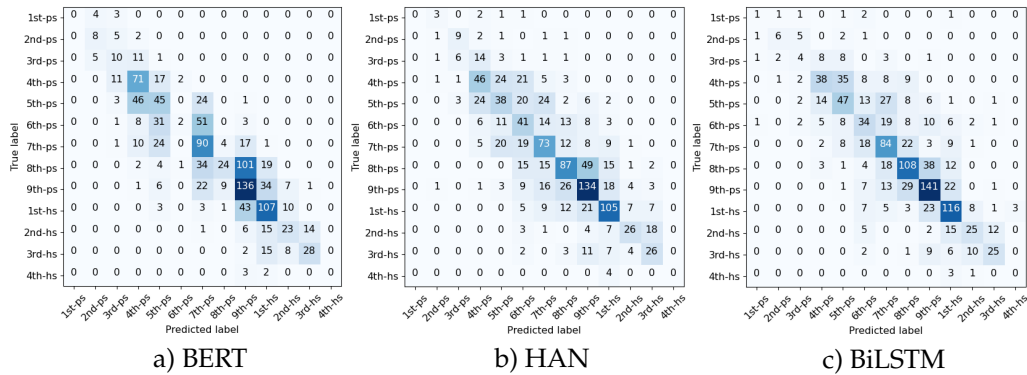 True label
1st-ps 0 4 3 0 0 0 0 0 0 0 0 0 0
2nd-ps 0 8 5 2 0 0 0 0 0 0 0 0 0
3rd-ps 0 5 10 11 1 0 0 0 0 0 0 0 0
4th-ps 0 0 11 71 17 2 0 0 0 0 0 0 0
5th-ps 0 0 3 46 45 0 24 0 1 0 0 0 0
6th-ps 0 0 1 8 31 2 51 0 3 0 0 0 0
7th-ps 0 0 1 10 24 0 90 4 17 1 0 0 0
8th-ps 0 0 0 2 4 1 34 24 101 19 0 0 0
9th-ps 0 0 0 1 6 0 22 9 136 34 7 1 0
1st-hs 0 0 0 0 3 0 3 1 43 107 10 0 0
2nd-hs 0 0 0 0 0 0 1 0 6 15 23 14 0
3rd-hs 0 0 0 0 0 0 0 0 2 15 8 28 0
4th-hs 0 0 0 0 0 0 0 0 3 2 0 0 0
1st-ps 2nd-ps 3rd-ps 4th-ps 5th-ps 6th-ps 7th-ps 8th-ps 9th-ps 1st-hs 2nd-hs 3rd-hs 4th-hs
Predicted label
a) BERT
True label
1st-ps 0 3 0 2 1 1 0 0 0 0 0 0 0
2nd-ps 0 1 9 2 1 1 1 0 0 0 0 0 0
3rd-ps 0 1 6 14 3 1 1 1 0 0 0 0 0
4th-ps 0 1 1 46 24 21 5 3 0 0 0 0 0
5th-ps 0 0 3 24 38 20 24 2 6 2 0 0 0
6th-ps 0 0 0 6 11 41 14 13 8 2 0 0 0
7th-ps 0 0 0 5 20 19 73 12 8 9 1 0 0
8th-ps 0 0 0 0 0 15 15 87 49 15 1 2 0
9th-ps 0 1 0 0 3 9 16 26 134 18 4 3 0
1st-hs 0 0 0 0 0 5 9 12 21 105 7 7 0
2nd-hs 0 0 0 0 0 2 1 1 4 7 26 18 0
3rd-hs 0 0 0 0 0 2 3 11 7 4 26 0
4th-hs 0 0 0 0 0 0 0 0 0 4 0 0 0
1st-ps 2nd-ps 3rd-ps 4th-ps 5th-ps 6th-ps 7th-ps 8th-ps 9th-ps 1st-hs 2nd-hs 3rd-hs 4th-hs
Predicted label
b) HAN
True label
1st-ps 1 1 1 0 1 2 0 0 1 0 0 0 0
2nd-ps 1 6 5 0 2 0 1 0 0 0 0 0 0
3rd-ps 1 2 4 8 8 0 3 0 1 0 0 0 0
4th-ps 0 1 2 38 35 8 8 9 0 0 0 0 0
5th-ps 0 0 2 14 47 13 27 8 6 1 0 1 0
6th-ps 0 1 2 5 8 34 19 8 10 6 2 1 0
7th-ps 0 0 0 2 8 18 84 22 3 9 1 0 0
8th-ps 0 0 0 3 1 4 18 108 38 12 0 0 0
9th-ps 0 0 0 0 1 7 13 29 141 22 0 1 1
1st-hs 0 0 0 0 0 7 5 3 23 116 8 1 3
2nd-hs 0 0 0 0 0 5 0 0 2 15 25 12 0
3rd-hs 0 0 0 0 0 2 0 1 9 6 10 25 0
4th-hs 0 0 0 0 0 0 0 0 0 3 1 0 0
1st-ps 2nd-ps 3rd-ps 4th-ps 5th-ps 6th-ps 7th-ps 8th-ps 9th-ps 1st-hs 2nd-hs 3rd-hs 4th-hs
Predicted label
c) BiLSTM